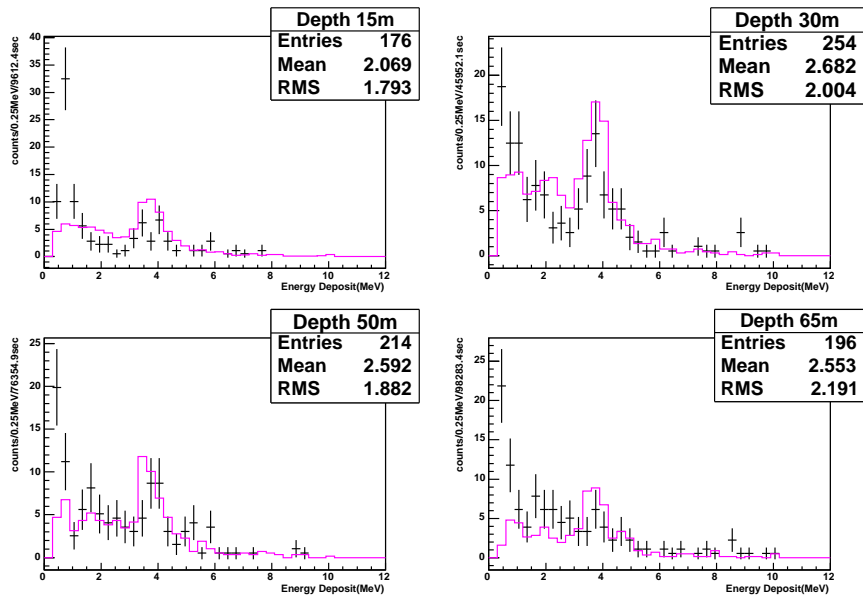 Depth 15m
Entries 176
Mean 2.069
RMS 1.793
counts/0.25MeV/9612.4sec
40
35
30
25
20
15
10
5
0
0 2 4 6 8 10 12
Energy Deposit(MeV)
Depth 30m
Entries 254
Mean 2.682
RMS 2.004
counts/0.25MeV/45952.1sec
20
15
10
5
0
0 2 4 6 8 10 12
Energy Deposit(MeV)
Depth 50m
Entries 214
Mean 2.592
RMS 1.882
counts/0.25MeV/76354.9sec
25
20
15
10
5
0
0 2 4 6 8 10 12
Energy Deposit(MeV)
Depth 65m
Entries 196
Mean 2.553
RMS 2.191
counts/0.25MeV/98283.4sec
25
20
15
10
5
0
0 2 4 6 8 10 12
Energy Deposit(MeV)